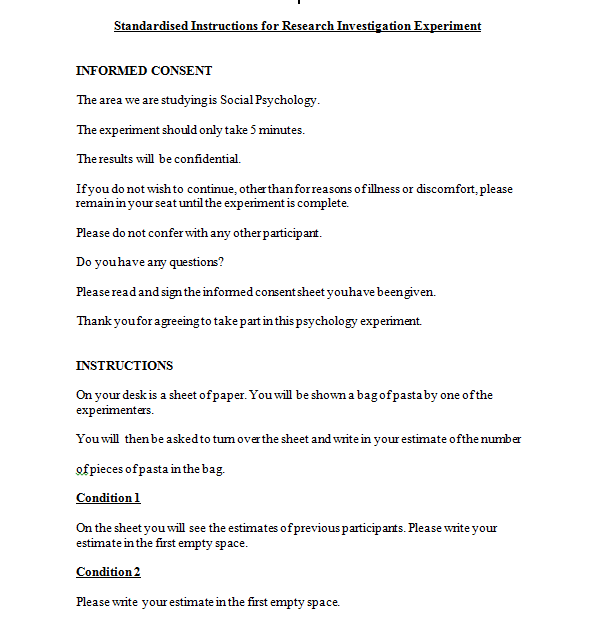 Standardised Instructions for Research Investigation Experiment
INFORMED CONSENT
The area we are studying is Social Psychology.
The experiment should only take 5 minutes.
The results will be confidential.
If you do not wish to continue, other than for reasons of illness or discomfort, please
remain in your seat until the experiment is complete.
Please do not confer with any other participant.
Do you have any questions?
Please read and sign the informed consent sheet you have been given.
Thank you for agreeing to take part in this psychology experiment.
INSTRUCTIONS
On your desk is a sheet of paper. You will be shown a bag of pasta by one of the
experimenters.
You will then be asked to turn over the sheet and write in your estimate of the number
of pieces of pasta in the bag.
Condition 1
On the sheet you will see the estimates of previous participants. Please write your
estimate in the first empty space.
Condition 2
Please write your estimate in the first empty space.